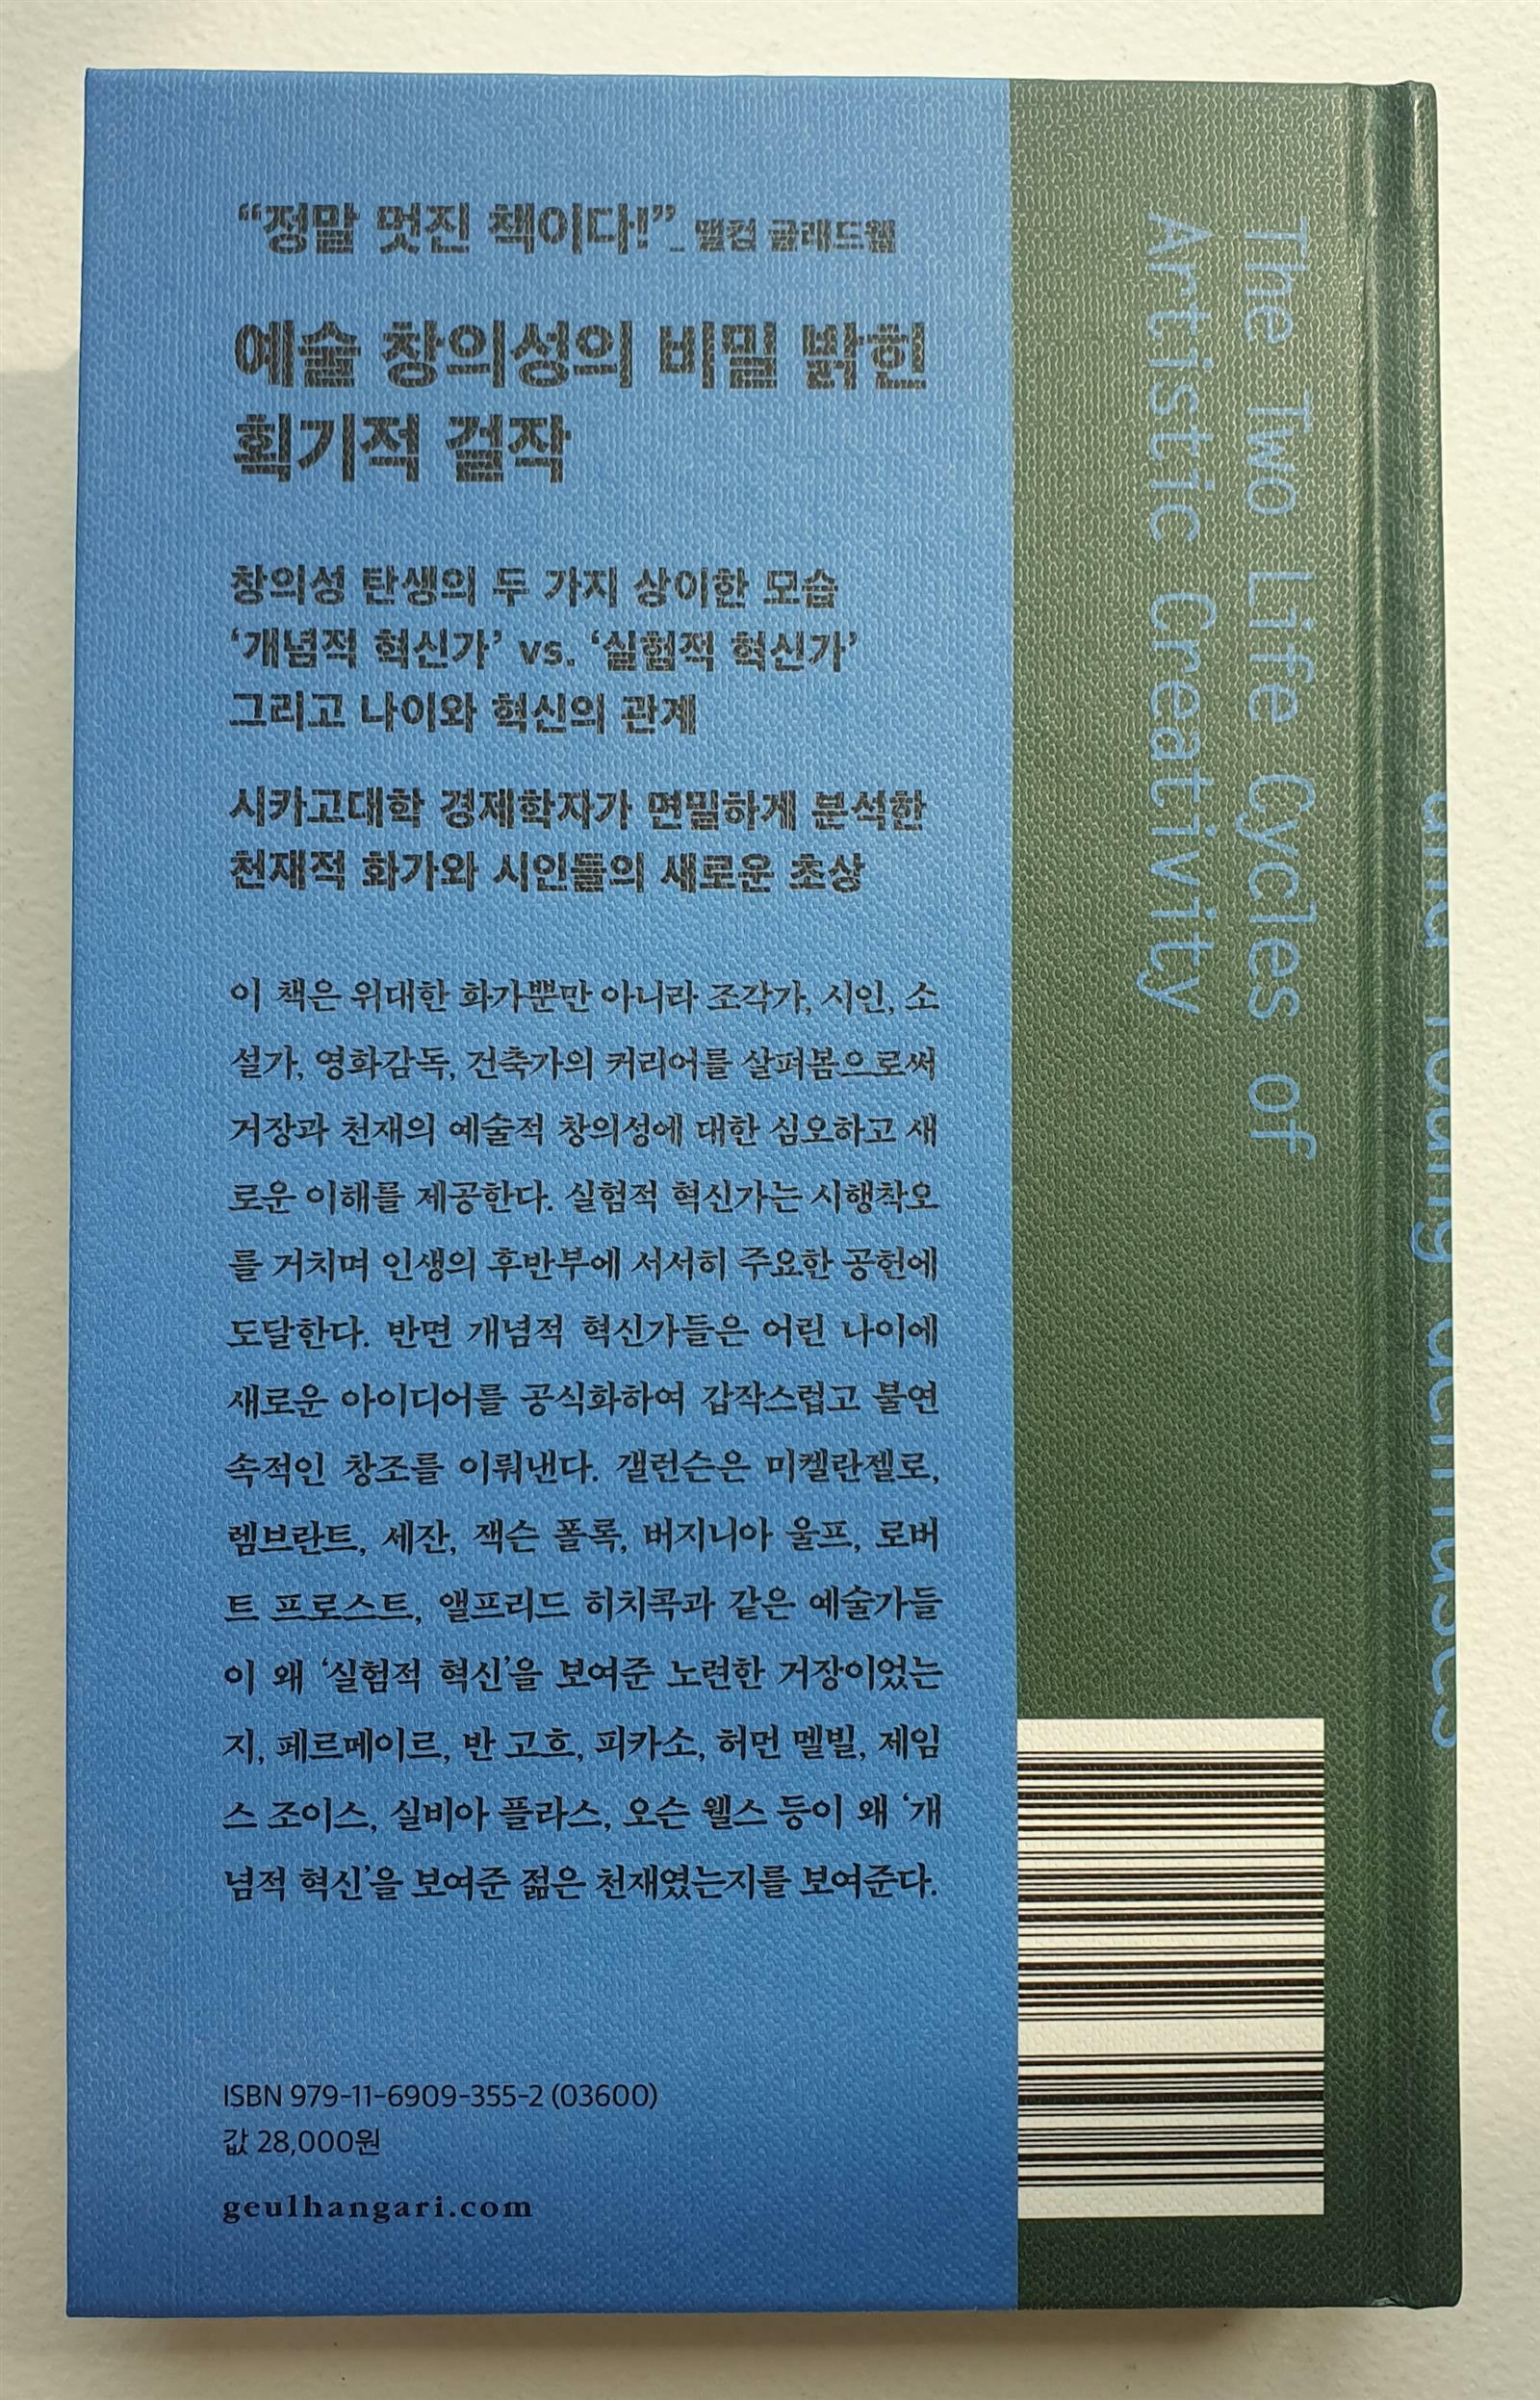 “정말 멋진 책이다!”_ 맬컴 글래드웰
예술 창의성의 비밀 밝힌
획기적 걸작
창의성 탄생의 두 가지 상이한 모습
‘개념적 혁신가’ vs. ‘실험적 혁신가’
그리고 나이와 혁신의 관계
시카고대학 경제학자가 면밀하게 분석한
천재적 화가와 시인들의 새로운 초상
이 책은 위대한 화가뿐만 아니라 조각가, 시인, 소
설가, 영화감독, 건축가의 커리어를 살펴봄으로써
거장과 천재의 예술적 창의성에 대한 심오하고 새
로운 이해를 제공한다. 실험적 혁신가는 시행착오
를 거치며 인생의 후반부에 서서히 주요한 공헌에
도달한다. 반면 개념적 혁신가들은 어린 나이에
새로운 아이디어를 공식화하여 갑작스럽고 불연
속적인 창조를 이뤄낸다. 갤런슨은 미켈란젤로,
렘브란트, 세잔, 잭슨 폴록, 버지니아 울프, 로버
트 프로스트, 앨프리드 히치콕과 같은 예술가들
이 왜 ‘실험적 혁신’을 보여준 노련한 거장이었는
지, 페르메이르, 반 고흐, 피카소, 허먼 멜빌, 제임
스 조이스, 실비아 플라스, 오슨 웰스 등이 왜 ‘개
념적 혁신’을 보여준 젊은 천재였는지를 보여준다.
ISBN 979-11-6909-355-2 (03600)
값 28,000원
geulhangari.com
The Two Life Cycles of
Artistic Creativity